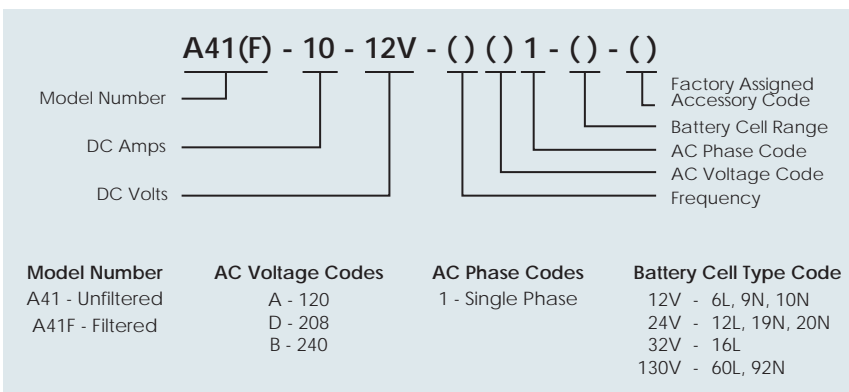 A41(F) - 10 - 12V - ( ) ( ) 1 - ( ) - ( )
Model Number
DC Amps
DC Volts
Factory Assigned
Accessory Code
Battery Cell Range
AC Phase Code
AC Voltage Code
Frequency
Model Number
A41 - Unfiltered
A41F - Filtered
AC Voltage Codes
A - 120
D - 208
B - 240
AC Phase Codes
1 - Single Phase
Battery Cell Type Code
12V - 6L, 9N, 10N
24V - 12L, 19N, 20N
32V - 16L
130V - 60L, 92N